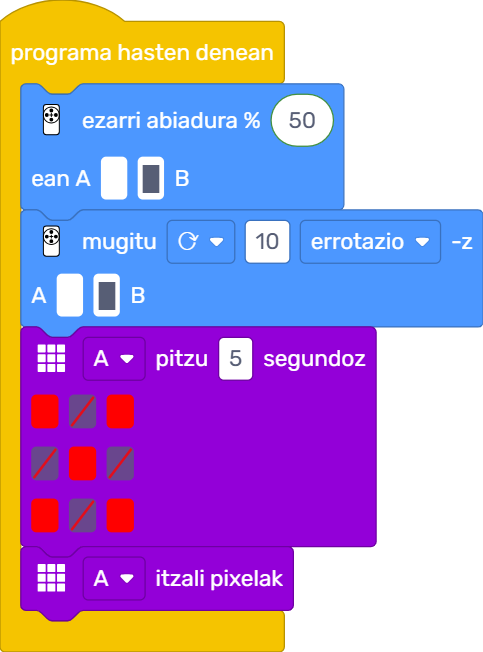 programa hasten denean
ezarri abiadura % 50
ean A B
mugitu 10 errotazio -z
A B
A pitzu 5 segundoz
A itzali pixelak